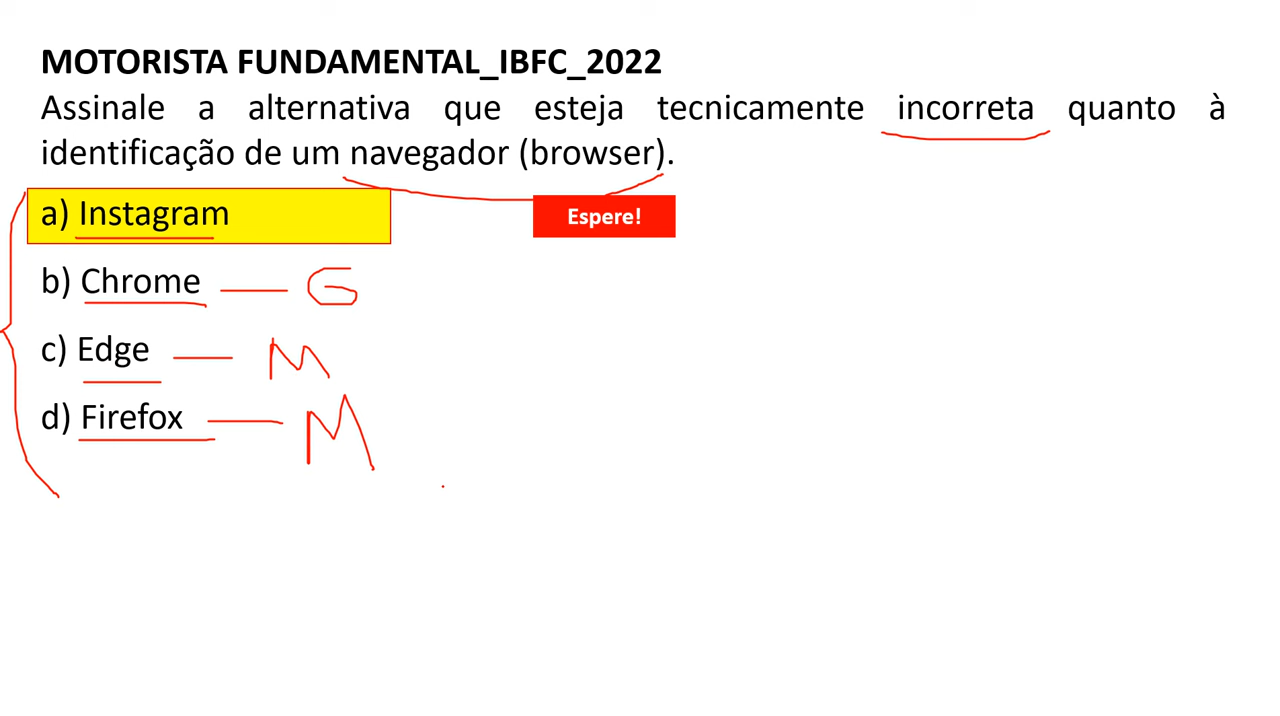 MOTORISTA FUNDAMENTAL_IBFC_2022
Assinale a alternativa que esteja tecnicamente incorreta quanto à
identificação de um navegador (browser).
a) Instagram
Espere!
b) Chrome — G
c) Edge — M
d) Firefox — M